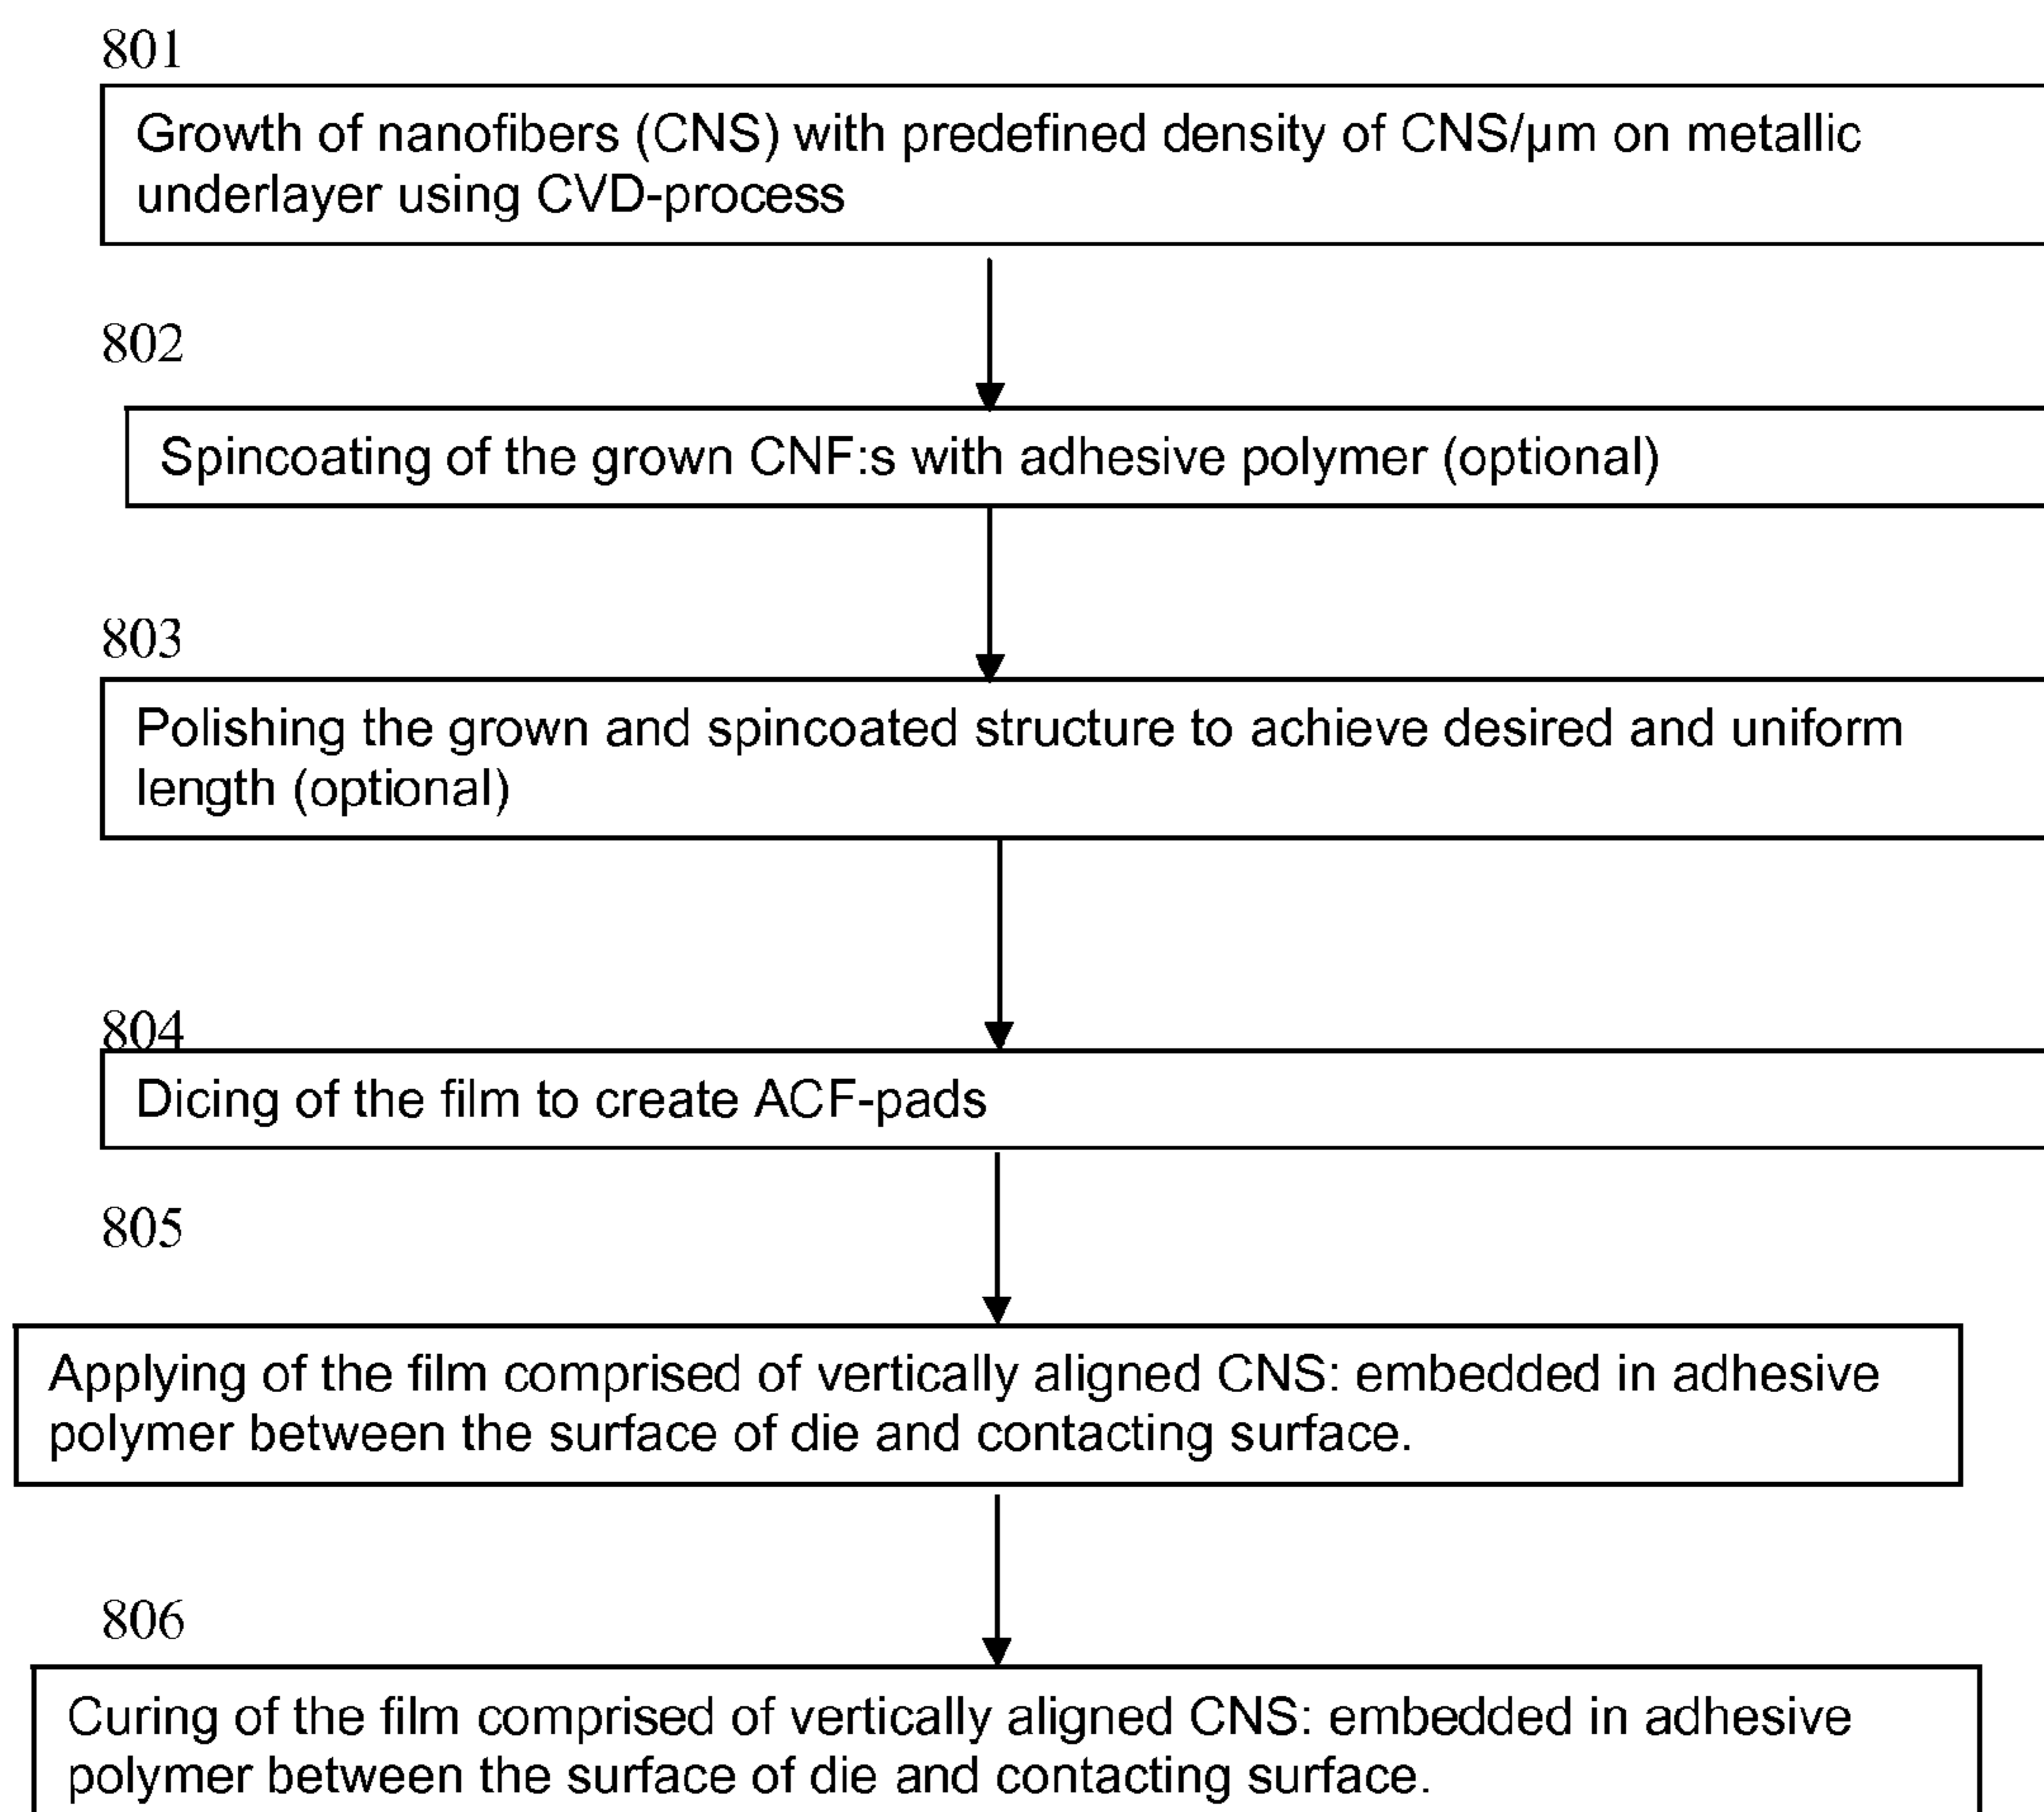 801
Growth of nanofibers (CNS) with predefined density of CNS/µm on metallic
underlayer using CVD-process
802
Spincoating of the grown CNF:s with adhesive polymer (optional)
803
Polishing the grown and spincoated structure to achieve desired and uniform
length (optional)
804
Dicing of the film to create ACF-pads
805
Applying of the film comprised of vertically aligned CNS: embedded in adhesive
polymer between the surface of die and contacting surface.
806
Curing of the film comprised of vertically aligned CNS: embedded in adhesive
polymer between the surface of die and contacting surface.